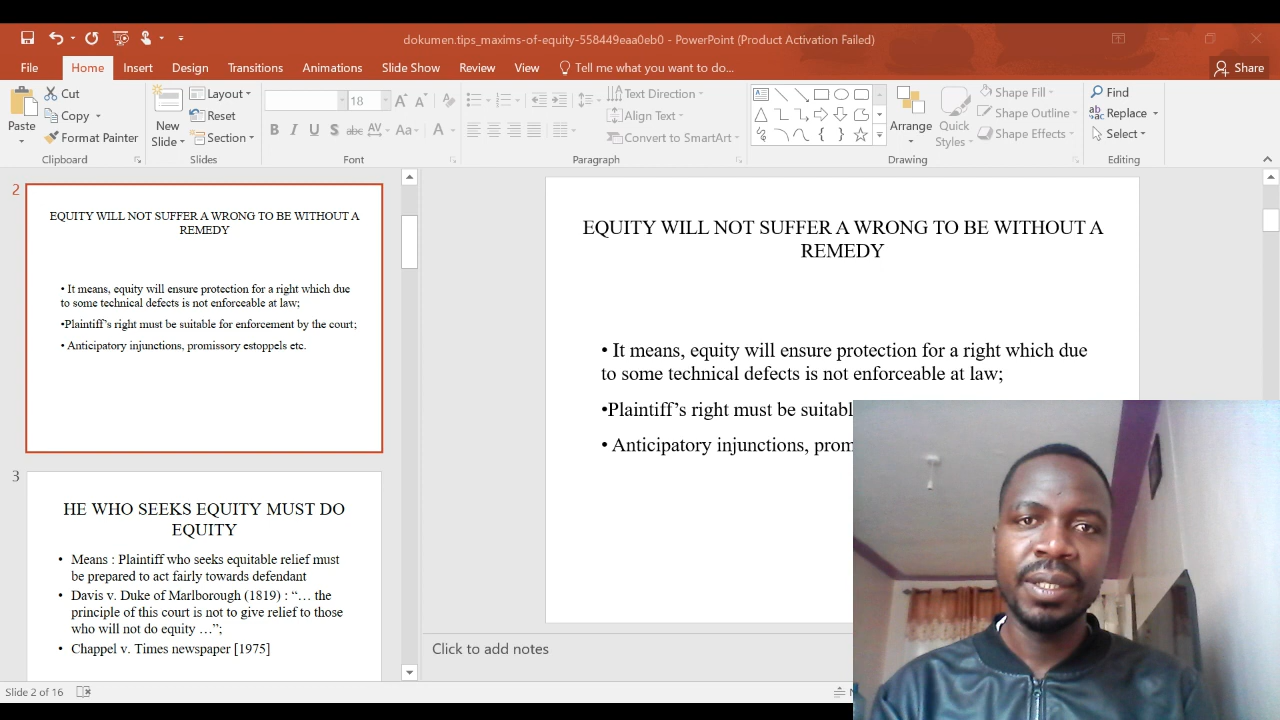 dokumen.tips_maxims-of-equity-558449eaa0eb0 - PowerPoint (Product Activation Failed)
File Home Insert Design Transitions Animations Slide Show Review View Tell me what you want to do... Share
Paste
Cut
Copy
Format Painter
Clipboard
New
Slide
Layout
Reset
Section
Slides
18
B I U S abc AV Aa A
Font
Text Direction
Align Text
Convert to SmartArt
Paragraph
Arrange
Quick
Styles
Shape Fill
Shape Outline
Shape Effects
Drawing
Find
Replace
Select
Editing
2
EQUITY WILL NOT SUFFER A WRONG TO BE WITHOUT A
REMEDY
• It means, equity will ensure protection for a right which due
to some technical defects is not enforceable at law;
•Plaintiff's right must be suitable for enforcement by the court;
• Anticipatory injunctions, promissory estoppels etc.
3
HE WHO SEEKS EQUITY MUST DO
EQUITY
• Means : Plaintiff who seeks equitable relief must
be prepared to act fairly towards defendant
• Davis v. Duke of Marlborough (1819) : “… the
principle of this court is not to give relief to those
who will not do equity …”;
• Chappel v. Times newspaper [1975]
EQUITY WILL NOT SUFFER A WRONG TO BE WITHOUT A
REMEDY
• It means, equity will ensure protection for a right which due
to some technical defects is not enforceable at law;
•Plaintiff's right must be suitabl
• Anticipatory injunctions, prom
Click to add notes
Slide 2 of 16